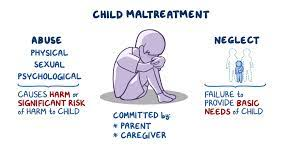 CHILD MALTREATMENT
ABUSE
PHYSICAL
SEXUAL
PSYCHOLOGICAL
CAUSES HARM or
SIGNIFICANT RISK
of HARM to CHILD
COMMITTED by:
* PARENT
* CAREGIVER
NEGLECT
FAILURE to
PROVIDE BASIC
NEEDS of CHILD